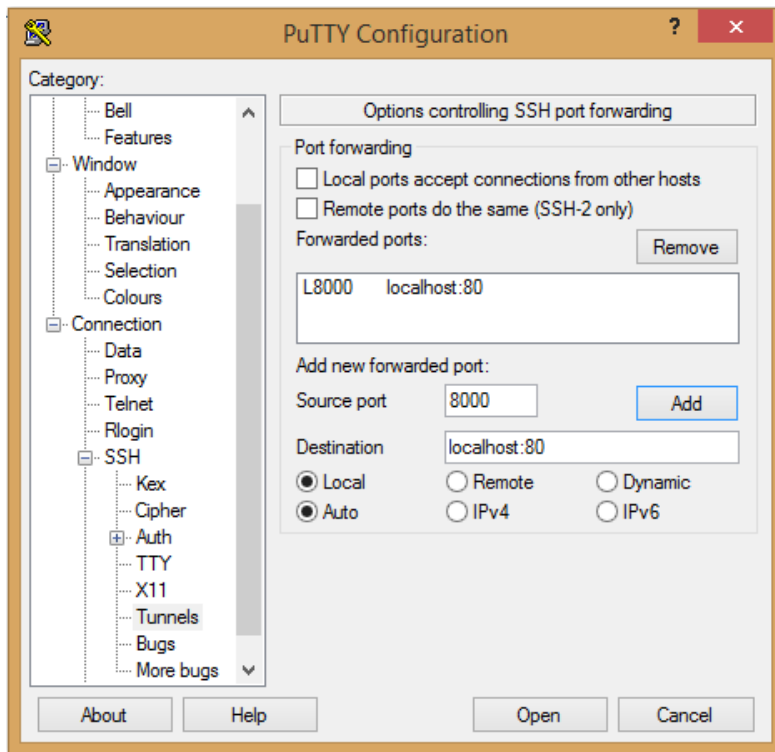 PuTTY Configuration
?
Category:
Bell
Features
Window
Appearance
Behaviour
Translation
Selection
Colours
Connection
Data
Proxy
Telnet
Rlogin
SSH
Kex
Cipher
Auth
TTY
X11
Tunnels
Bugs
More bugs
Options controlling SSH port forwarding
Port forwarding
Local ports accept connections from other hosts
Remote ports do the same (SSH-2 only)
Forwarded ports:
Remove
L8000 localhost:80
Add new forwarded port:
Source port 8000 Add
Destination localhost:80
Local Remote Dynamic
Auto IPv4 IPv6
About Help Open Cancel